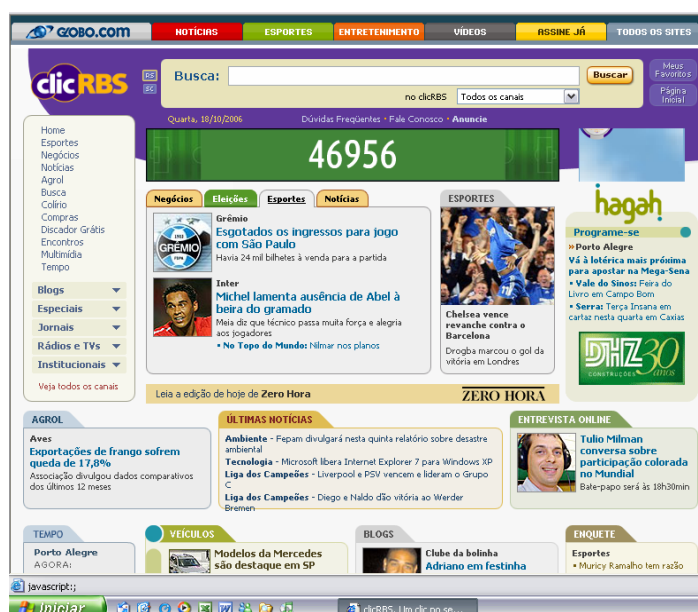 GLOBO.COM NOTÍCIAS ESPORTES ENTRETENIMENTO VÍDEOS ASSINE JÁ TODOS OS SITES
clicRBS
RS
SC
Busca: Buscar
no clicRBS Todos os canais
Meus Favoritos
Página Inicial
Quarta, 18/10/2006 Dúvidas Freqüentes • Fale Conosco • Anuncie
Home
Esportes
Negócios
Notícias
Agrol
Busca
Colírio
Compras
Discador Grátis
Encontros
Multimídia
Tempo
Blogs
Especiais
Jornais
Rádios e TVs
Institucionais
Veja todos os canais
46956
Negócios Eleições Esportes Notícias
GRÊMIO
Grêmio
Esgotados os ingressos para jogo
com São Paulo
Havia 24 mil bilhetes à venda para a partida
Inter
Michel lamenta ausência de Abel à
beira do gramado
Meia diz que técnico passa muita força e alegria
aos jogadores
• No Topo do Mundo: Nilmar nos planos
ESPORTES
Chelsea vence
revanche contra o
Barcelona
Drogba marcou o gol da
vitória em Londres
hagah
Programe-se
»Porto Alegre
Vá à lotérica mais próxima
para apostar na Mega-Sena
• Vale do Sinos: Feira do
Livro em Campo Bom
• Serra: Terça Insana em
cartaz nesta quarta em Caxias
DHZ 30
CONSTRUÇÕES anos
Leia a edição de hoje de Zero Hora ZERO HORA
AGROL
Aves
Exportações de frango sofrem
queda de 17,8%
Associação divulgou dados comparativos
dos últimos 12 meses
ÚLTIMAS NOTÍCIAS
Ambiente - Fepam divulgará nesta quinta relatório sobre desastre
ambiental
Tecnologia - Microsoft libera Internet Explorer 7 para Windows XP
Liga dos Campeões - Liverpool e PSV vencem e lideram o Grupo
C
Liga dos Campeões - Diego e Naldo dão vitória ao Werder
Bremen
ENTREVISTA ONLINE
Tulio Milman
conversa sobre
participação colorada
no Mundial
Bate-papo será às 18h30min
TEMPO
Porto Alegre
AGORA:
VEÍCULOS
Modelos da Mercedes
são destaque em SP
BLOGS
Clube da bolinha
Adriano em festinha
ENQUETE
Esportes
• Muricy Ramalho tem razão
javascript:;
Iniciar clicRBS. Um clic no se...